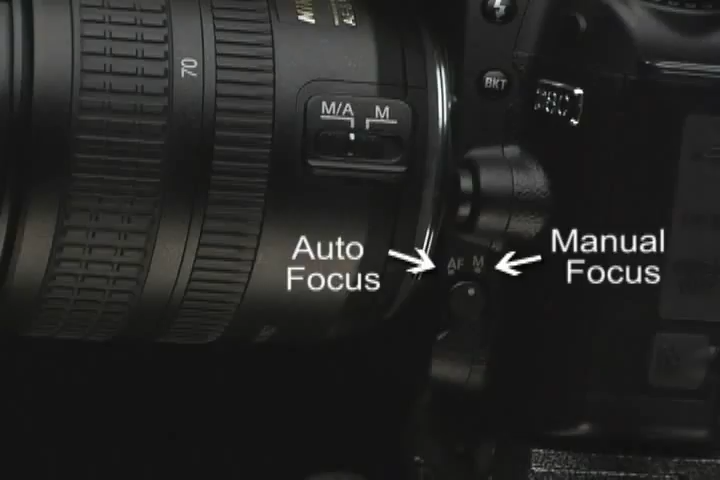 70
BKT
M/A M
Auto
Focus
AF M
Manual
Focus